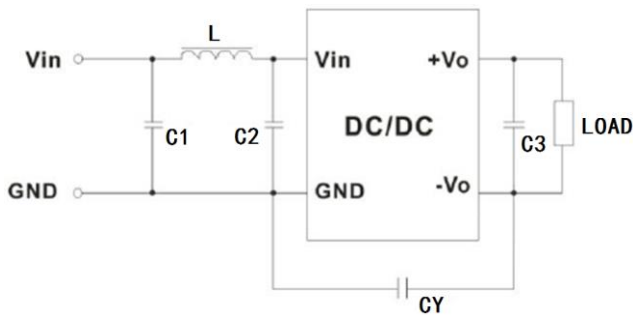 L
Vin
Vin
+Vo
C1
C2
DC/DC
C3
LOAD
GND
GND
-Vo
CY